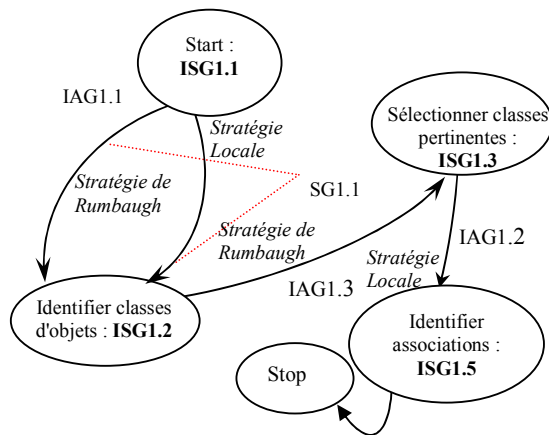 Start :
ISG1.1
IAG1.1
Stratégie
Locale
Sélectionner classes
pertinentes :
ISG1.3
Stratégie de
Rumbaugh
SG1.1
Stratégie de
Rumbaugh
IAG1.2
Stratégie
Locale
IAG1.3
Identifier classes
d'objets : ISG1.2
Identifier
associations :
ISG1.5
Stop